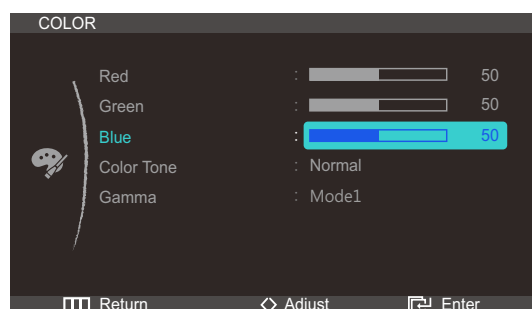 COLOR
Red : 50
Green : 50
Blue : 50
Color Tone : Normal
Gamma : Mode1
Return Adjust Enter